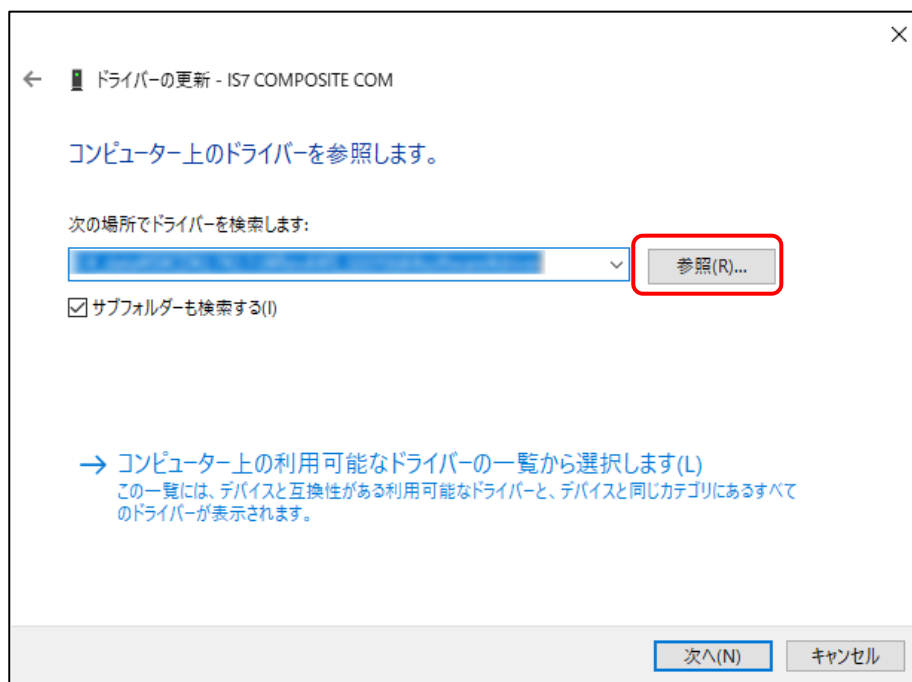 ドライバーの更新 - IS7 COMPOSITE COM
コンピューター上のドライバーを参照します。
次の場所でドライバーを検索します:
参照(R)...
サブフォルダーも検索する(I)
コンピューター上の利用可能なドライバーの一覧から選択します(L)
この一覧には、デバイスと互換性がある利用可能なドライバーと、デバイスと同じカテゴリにあるすべて
のドライバーが表示されます。
次へ(N)
キャンセル